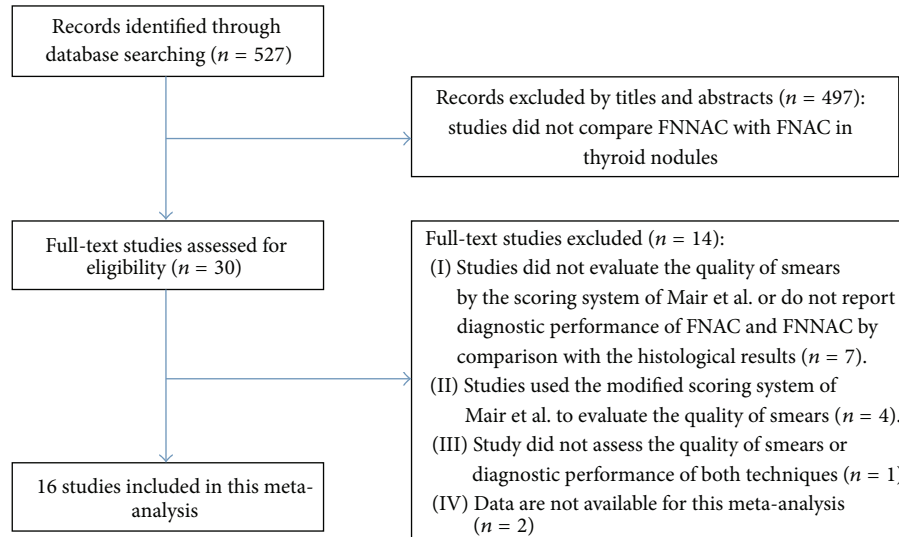 Records identified through
database searching (n = 527)
Records excluded by titles and abstracts (n = 497):
studies did not compare FNNAC with FNAC in
thyroid nodules
Full-text studies assessed for
eligibility (n = 30)
Full-text studies excluded (n = 14):
(I) Studies did not evaluate the quality of smears
by the scoring system of Mair et al. or do not report
diagnostic performance of FNAC and FNNAC by
comparison with the histological results (n = 7).
(II) Studies used the modified scoring system of
Mair et al. to evaluate the quality of smears (n = 4).
(III) Study did not assess the quality of smears or
diagnostic performance of both techniques (n = 1)
(IV) Data are not available for this meta-analysis
(n = 2)
16 studies included in this meta-
analysis